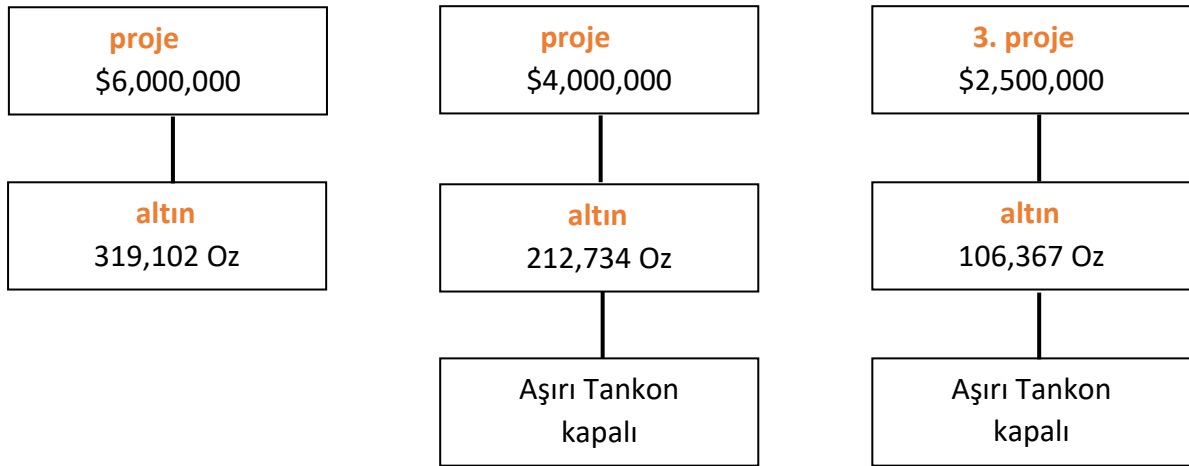 proje
$6,000,000
proje
$4,000,000
3. proje
$2,500,000
altın
319,102 Oz
altın
212,734 Oz
altın
106,367 Oz
Aşırı Tankon
kapalı
Aşırı Tankon
kapalı